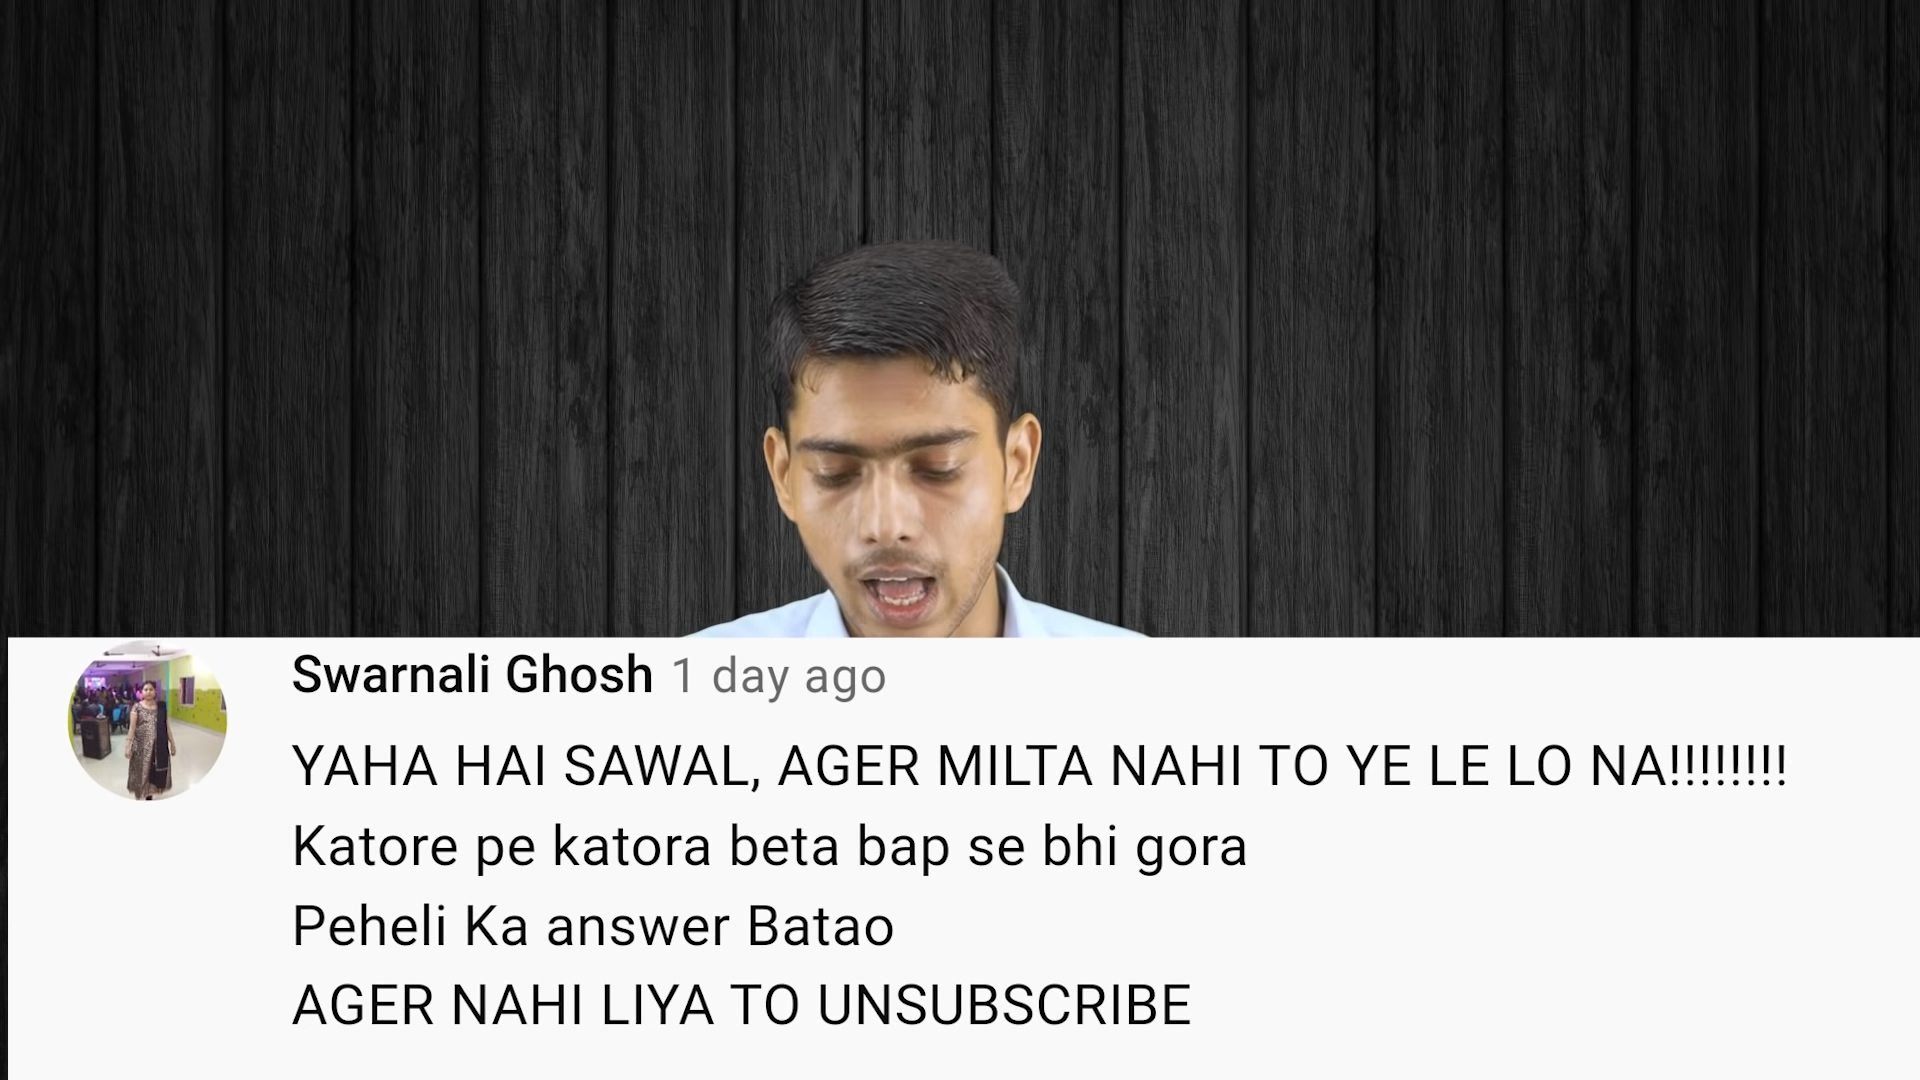 Swarnali Ghosh 1 day ago
YAHA HAI SAWAL, AGER MILTA NAHI TO YE LE LO NA!!!!!!!!
Katore pe katora beta bap se bhi gora
Peheli Ka answer Batao
AGER NAHI LIYA TO UNSUBSCRIBE